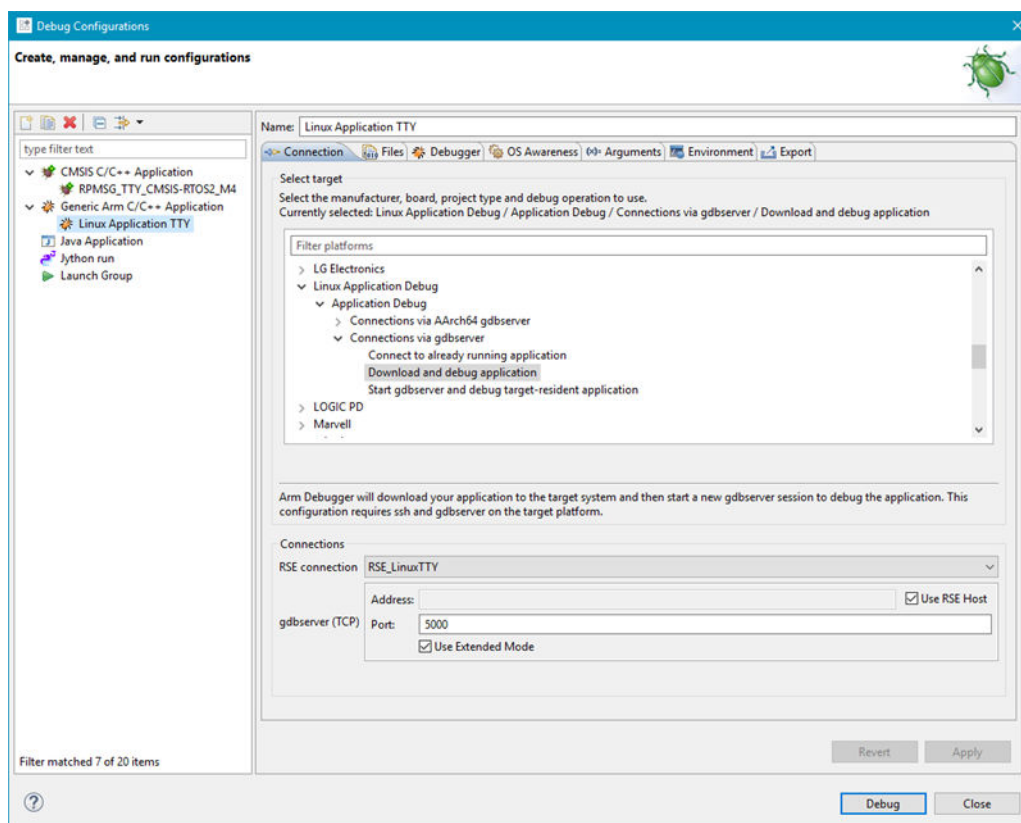 Debug Configurations
Create, manage, and run configurations
type filter text
CMSIS C/C++ Application
RPMSG_TTY_CMSIS-RTOS2_M4
Generic Arm C/C++ Application
Linux Application TTY
Java Application
Jython run
Launch Group
Filter matched 7 of 20 items
Name: Linux Application TTY
Connection Files Debugger OS Awareness Arguments Environment Export
Select target
Select the manufacturer, board, project type and debug operation to use.
Currently selected: Linux Application Debug / Application Debug / Connections via gdbserver / Download and debug application
Filter platforms
LG Electronics
Linux Application Debug
Application Debug
Connections via AArch64 gdbserver
Connections via gdbserver
Connect to already running application
Download and debug application
Start gdbserver and debug target-resident application
LOGIC PD
Marvell
Arm Debugger will download your application to the target system and then start a new gdbserver session to debug the application. This
configuration requires ssh and gdbserver on the target platform.
Connections
RSE connection RSE_LinuxTTY
Address: Use RSE Host
gdbserver (TCP) Port: 5000
Use Extended Mode
Revert Apply
? Debug Close